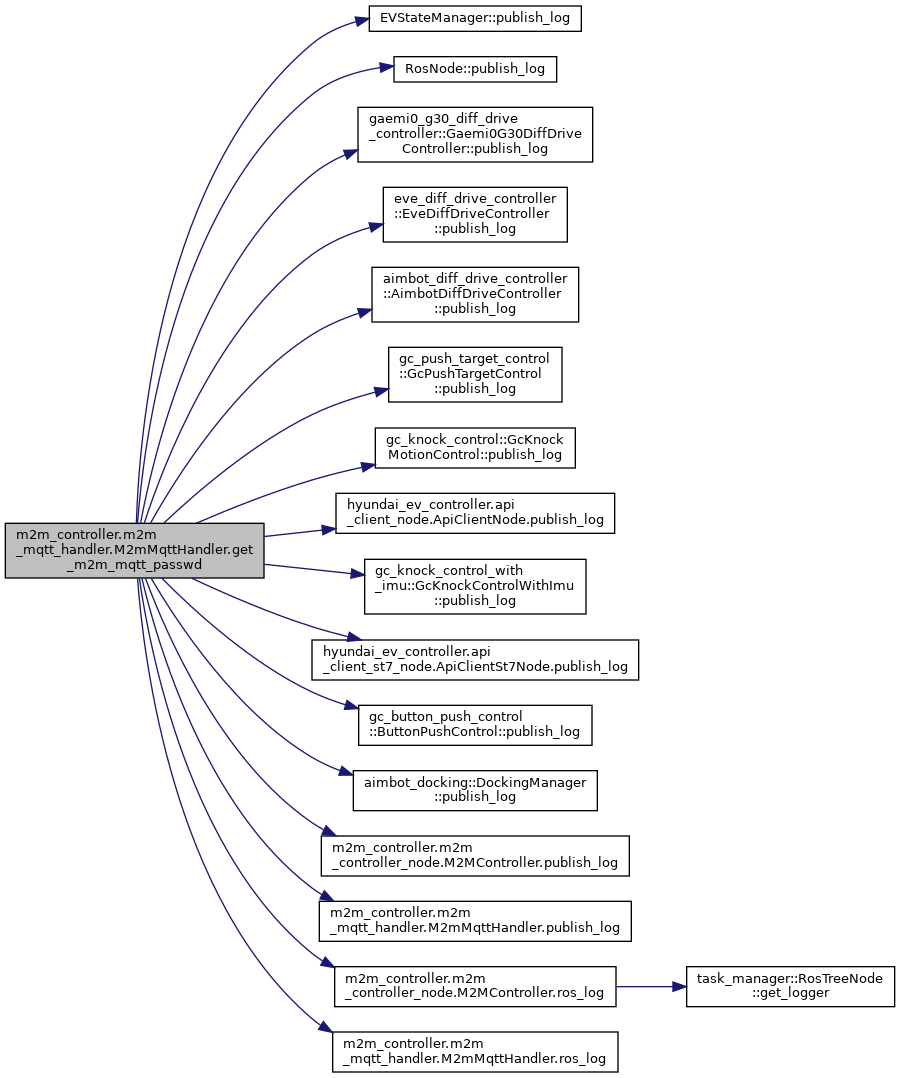 EVStateManager::publish_log
RosNode::publish_log
gaemi0_g30_diff_drive
_controller::Gaemi0G30DiffDrive
Controller::publish_log
eve_diff_drive_controller
::EveDiffDriveController
::publish_log
aimbot_diff_drive_controller
::AimbotDiffDriveController
::publish_log
gc_push_target_control
::GcPushTargetControl
::publish_log
gc_knock_control::GcKnock
MotionControl::publish_log
hyundai_ev_controller.api
_client_node.ApiClientNode.publish_log
m2m_controller.m2m
_mqtt_handler.M2mMqttHandler.get
_m2m_mqtt_passwd
gc_knock_control_with
_imu::GcKnockControlWithImu
::publish_log
hyundai_ev_controller.api
_client_st7_node.ApiClientSt7Node.publish_log
gc_button_push_control
::ButtonPushControl::publish_log
aimbot_docking::DockingManager
::publish_log
m2m_controller.m2m
_controller_node.M2MController.publish_log
m2m_controller.m2m
_mqtt_handler.M2mMqttHandler.publish_log
m2m_controller.m2m
_controller_node.M2MController.ros_log
task_manager::RosTreeNode
::get_logger
m2m_controller.m2m
_mqtt_handler.M2mMqttHandler.ros_log